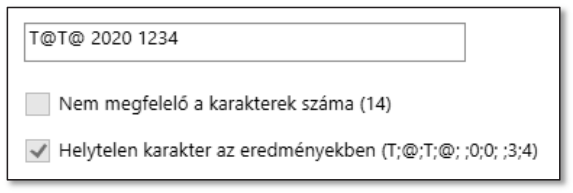 T@T@ 2020 1234
Nem megfelelő a karakterek száma (14)
Helytelen karakter az eredményekben (T;@;T;@; ;0;0; ;3;4)